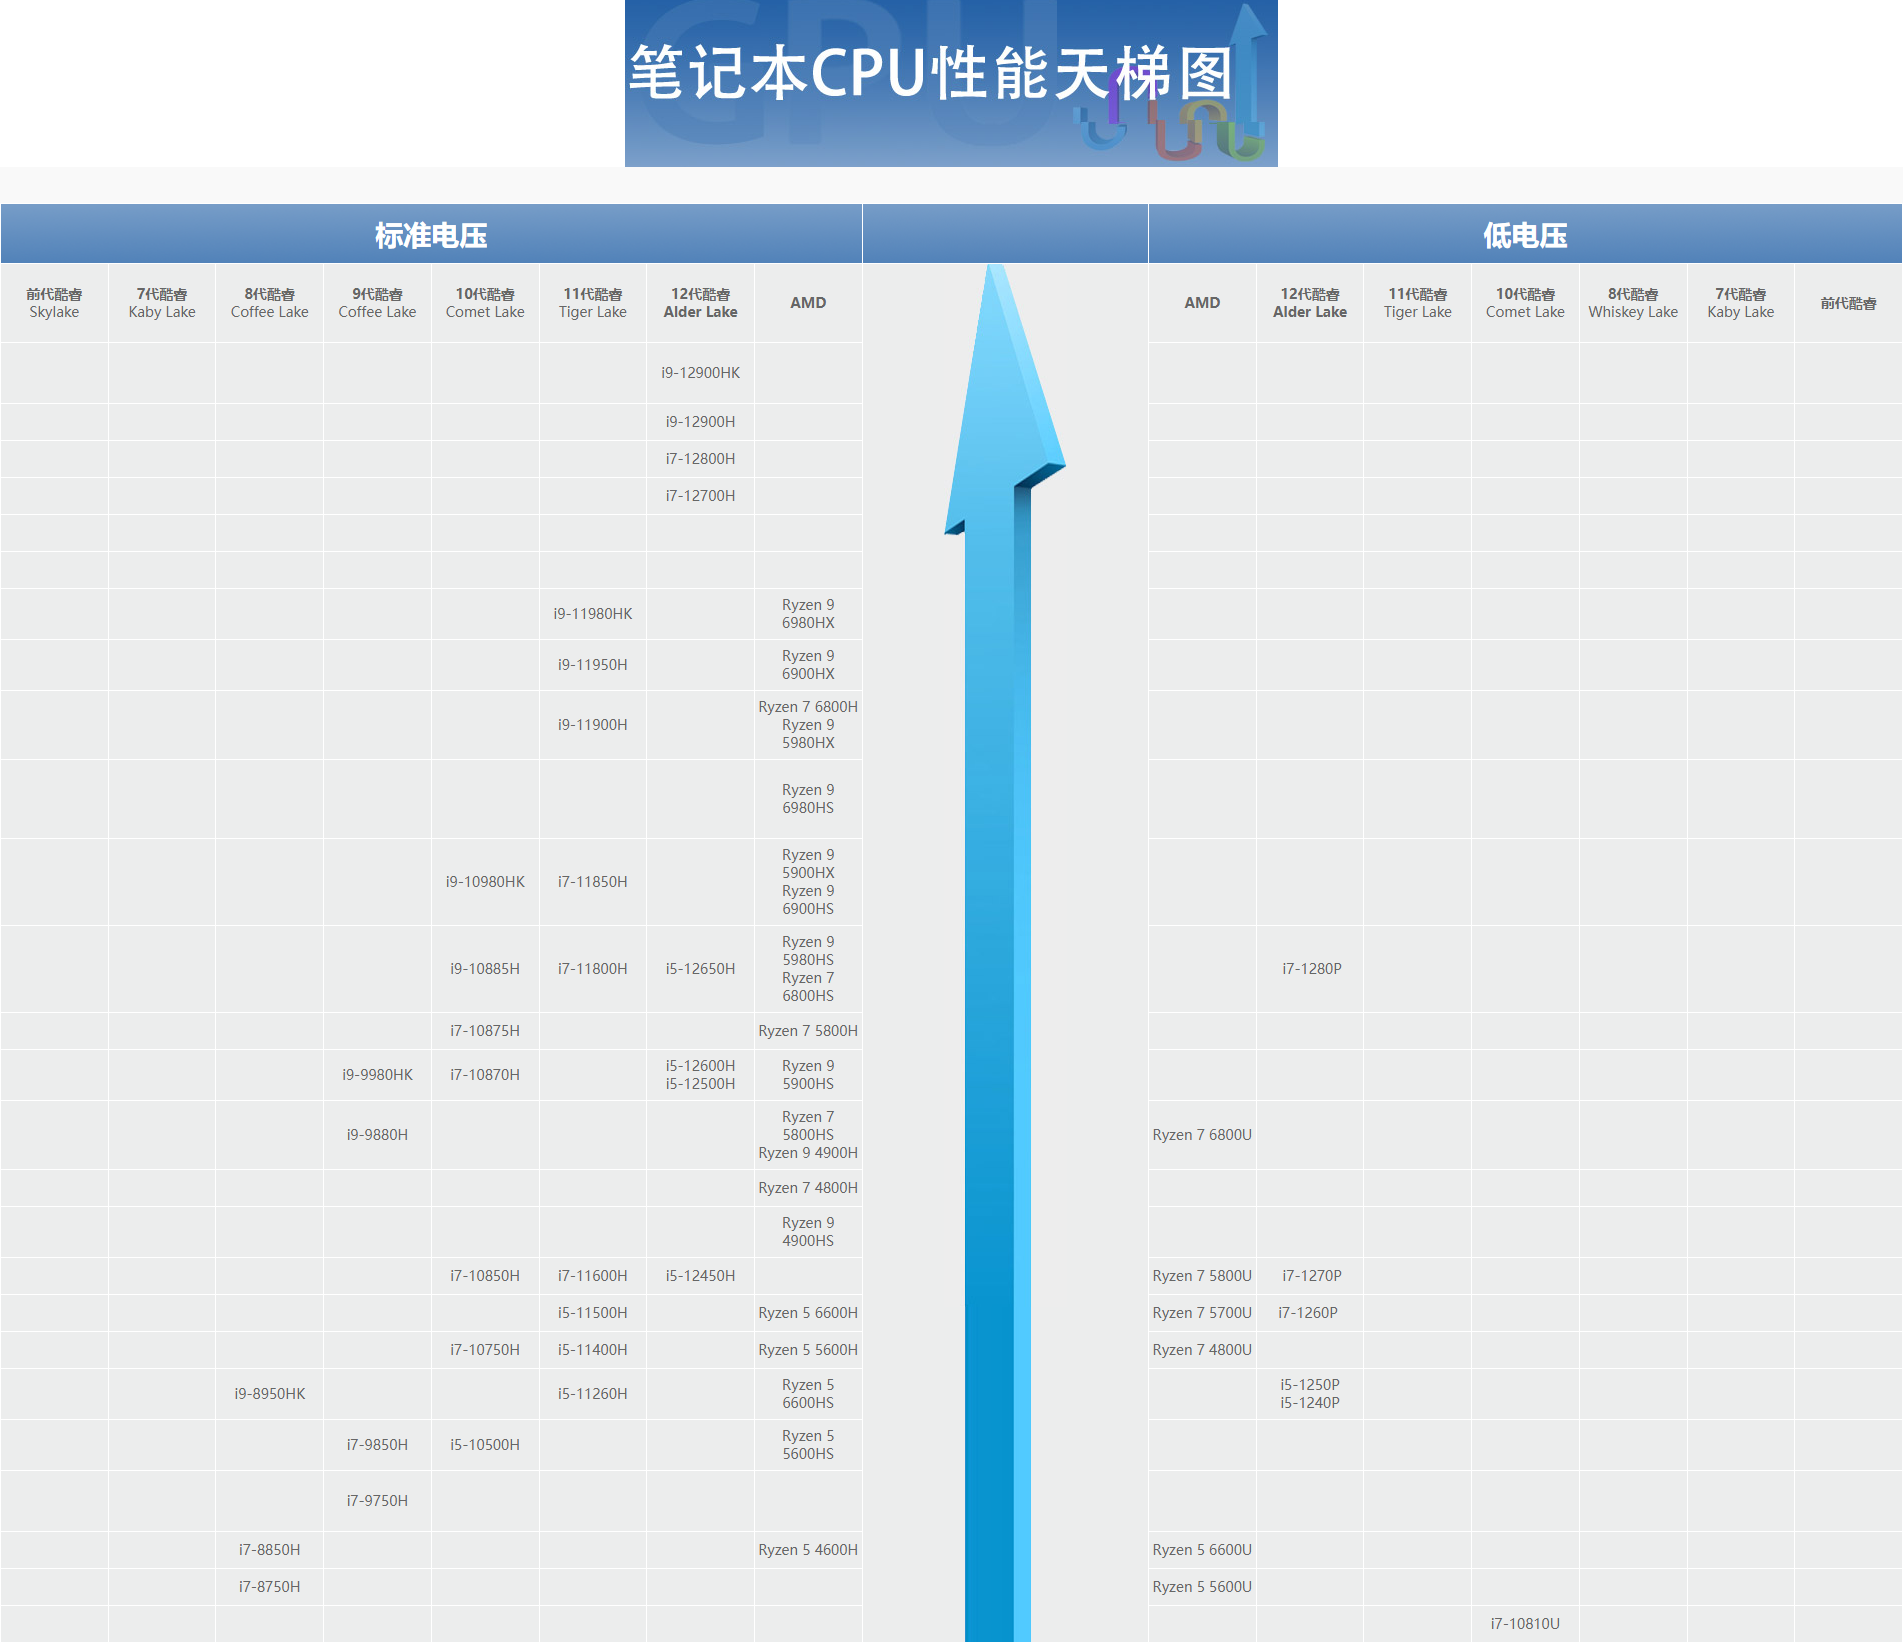 笔记本CPU性能天梯图
标准电压
低电压
前代酷睿
Skylake
7代酷睿
Kaby Lake
8代酷睿
Coffee Lake
9代酷睿
Coffee Lake
10代酷睿
Comet Lake
11代酷睿
Tiger Lake
12代酷睿
Alder Lake
AMD
AMD
12代酷睿
Alder Lake
11代酷睿
Tiger Lake
10代酷睿
Comet Lake
8代酷睿
Whiskey Lake
7代酷睿
Kaby Lake
前代酷睿
i9-12900HK
i9-12900H
i7-12800H
i7-12700H
i9-11980HK
Ryzen 9
6980HX
i9-11950H
Ryzen 9
6900HX
i9-11900H
Ryzen 7 6800H
Ryzen 9
5980HX
Ryzen 9
6980HS
i9-10980HK
i7-11850H
Ryzen 9
5900HX
Ryzen 9
6900HS
i9-10885H
i7-11800H
i5-12650H
Ryzen 9
5980HS
Ryzen 7
6800HS
i7-1280P
i7-10875H
Ryzen 7 5800H
i9-9980HK
i7-10870H
i5-12600H
i5-12500H
Ryzen 9
5900HS
i9-9880H
Ryzen 7
5800HS
Ryzen 9 4900H
Ryzen 7 6800U
Ryzen 7 4800H
Ryzen 9
4900HS
i7-10850H
i7-11600H
i5-12450H
Ryzen 7 5800U
i7-1270P
i5-11500H
Ryzen 5 6600H
Ryzen 7 5700U
i7-1260P
i7-10750H
i5-11400H
Ryzen 5 5600H
Ryzen 7 4800U
i9-8950HK
i5-11260H
Ryzen 5
6600HS
i5-1250P
i5-1240P
i7-9850H
i5-10500H
Ryzen 5
5600HS
i7-9750H
i7-8850H
Ryzen 5 4600H
Ryzen 5 6600U
i7-8750H
Ryzen 5 5600U
i7-10810U